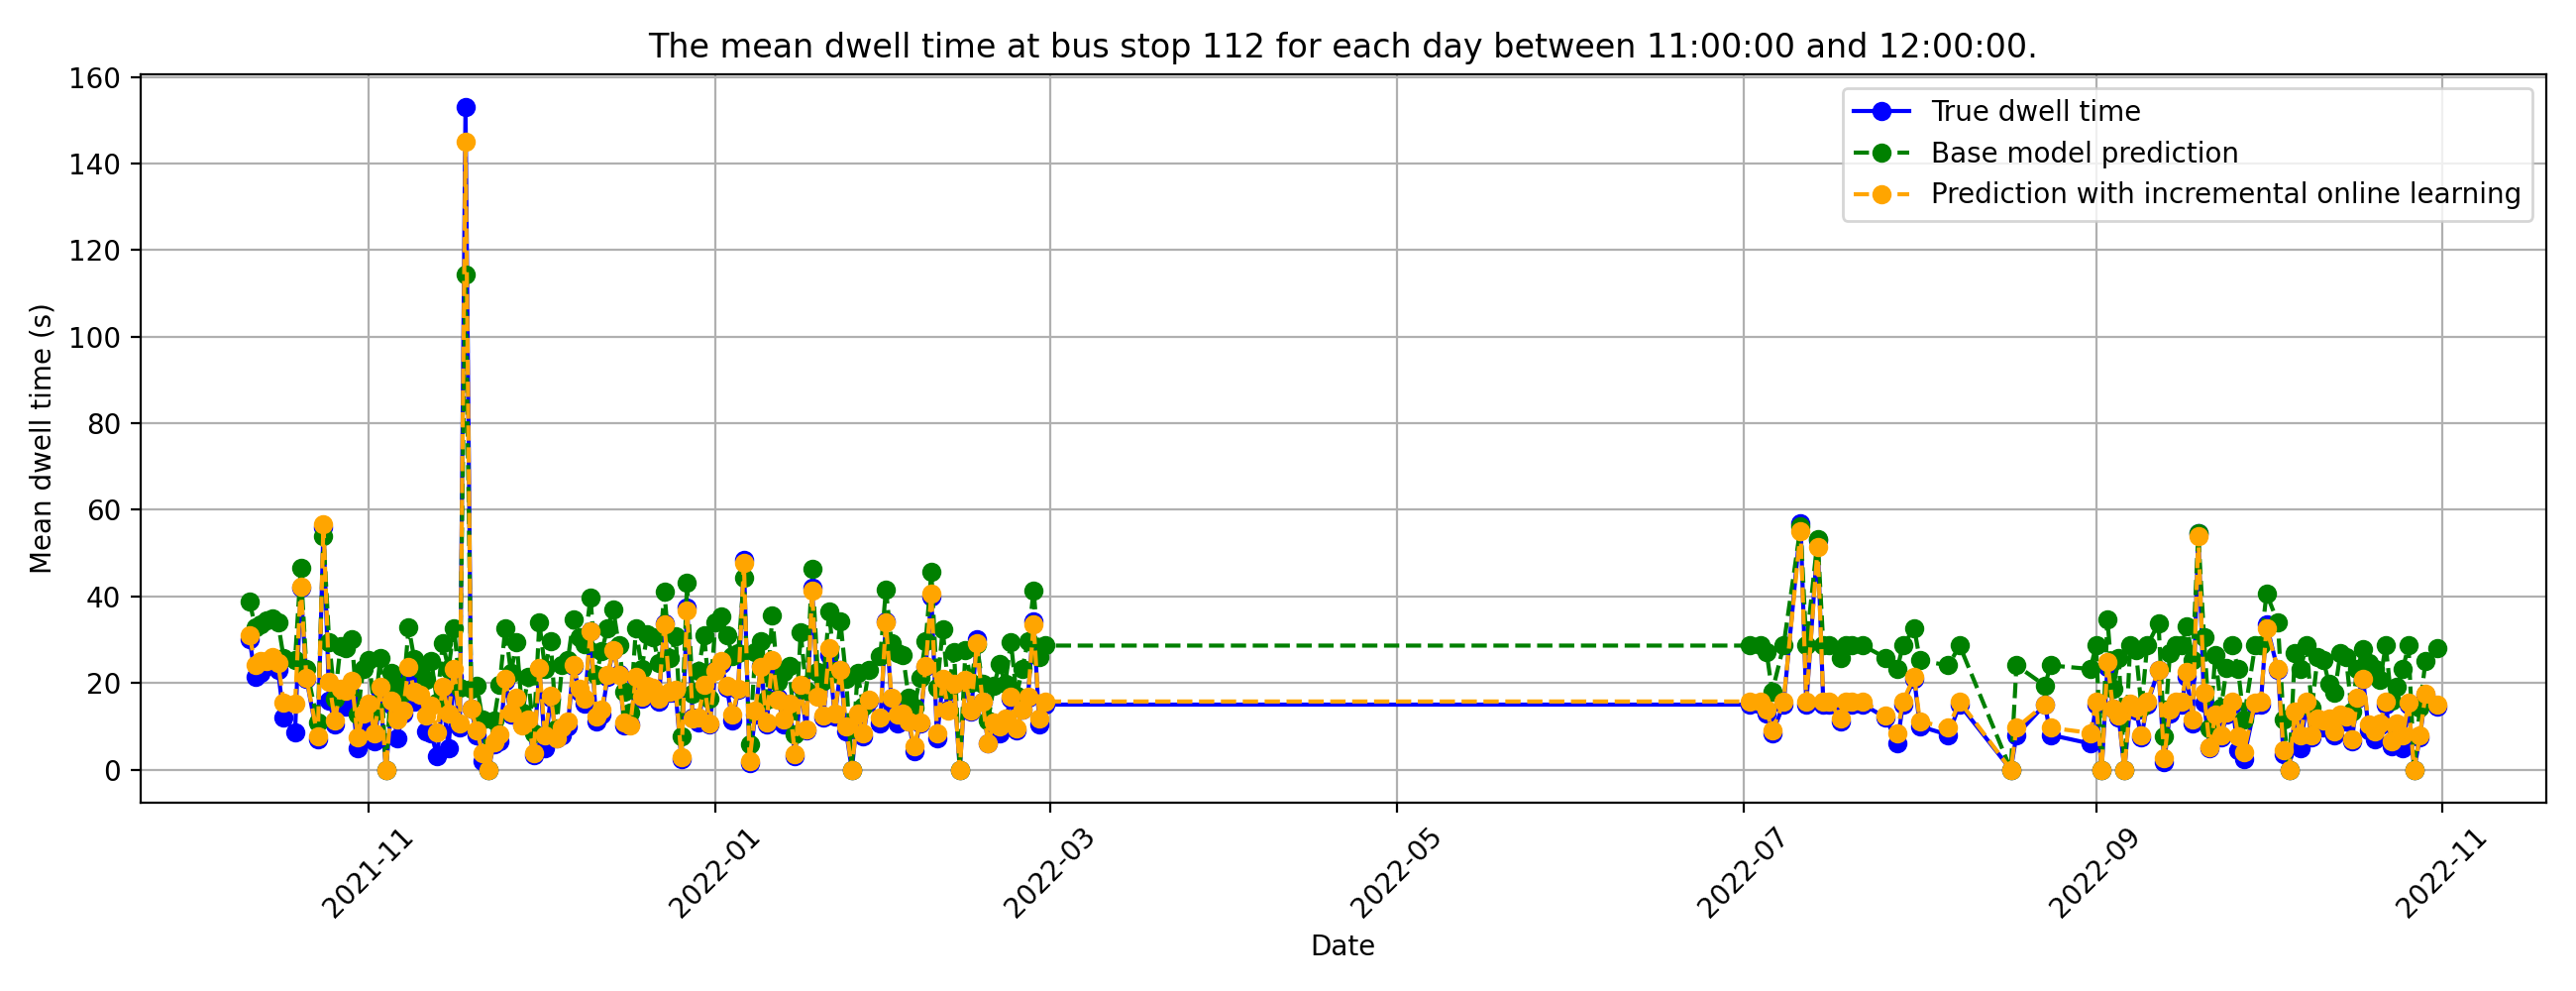 The mean dwell time at bus stop 112 for each day between 11:00:00 and 12:00:00.
Mean dwell time (s)
160
140
120
100
80
60
40
20
0
True dwell time
Base model prediction
Prediction with incremental online learning
2021-11
2022-01
2022-03
2022-05
2022-07
2022-09
2022-11
Date